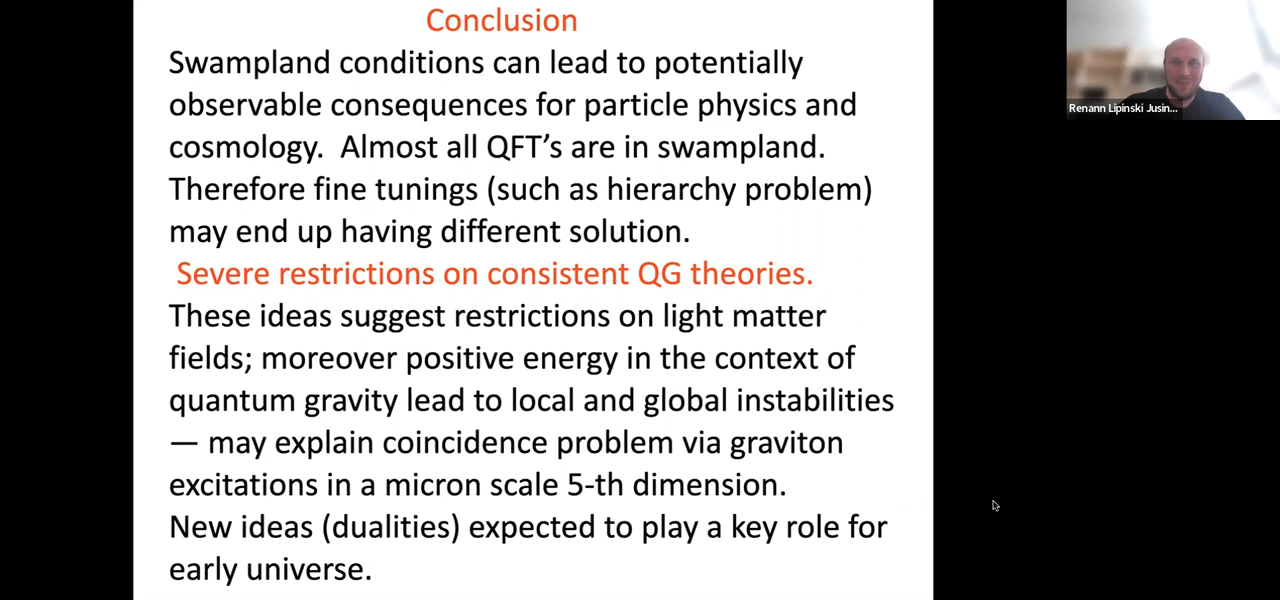 Conclusion
Swampland conditions can lead to potentially
observable consequences for particle physics and
cosmology.  Almost all QFT’s are in swampland.
Therefore fine tunings (such as hierarchy problem)
may end up having different solution.
Severe restrictions on consistent QG theories.
These ideas suggest restrictions on light matter
fields; moreover positive energy in the context of
quantum gravity lead to local and global instabilities
— may explain coincidence problem via graviton
excitations in a micron scale 5-th dimension.
New ideas (dualities) expected to play a key role for
early universe.
Renann Lipinski Jusin...